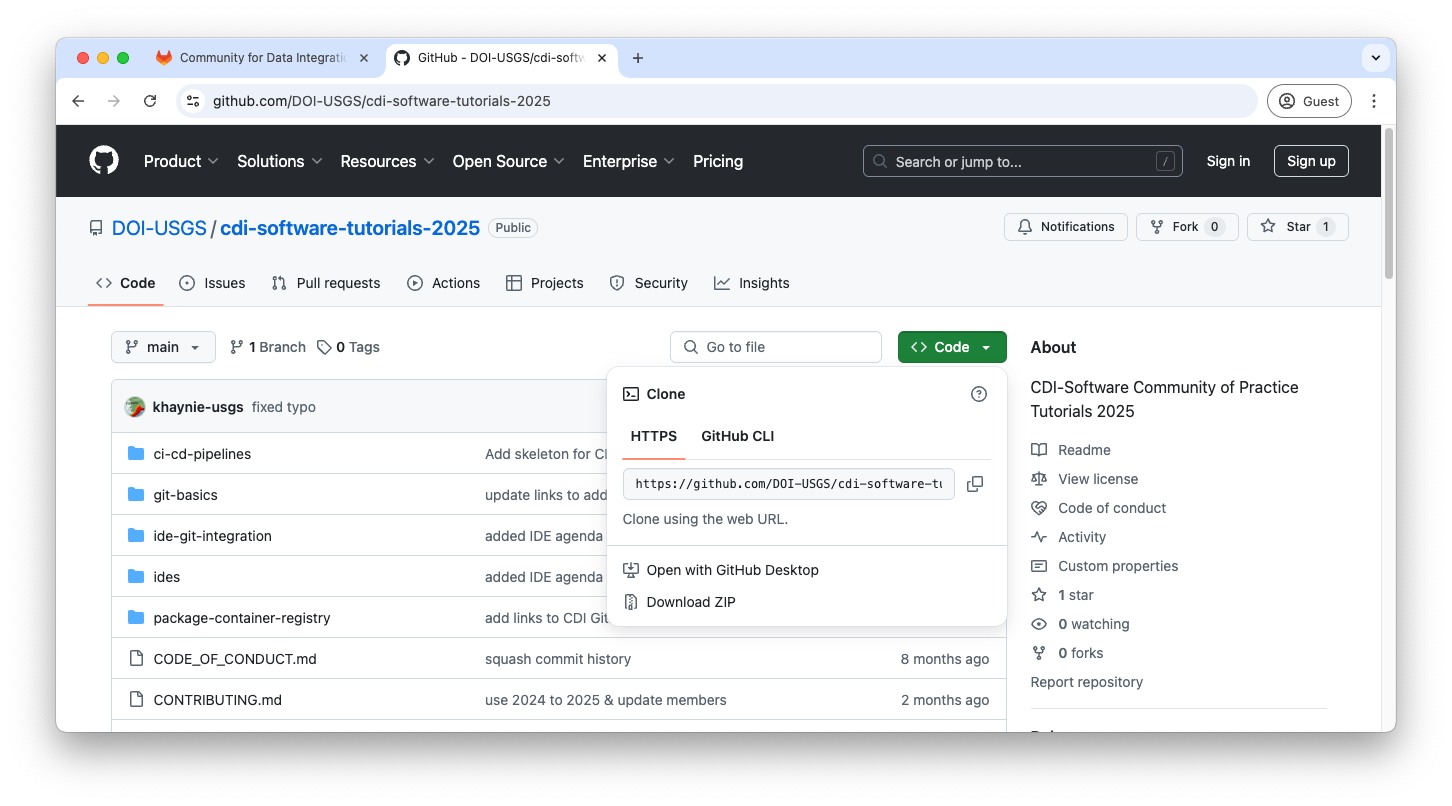 Community for Data Integratio
GitHub - DOI-USGS/cdi-softw
github.com/DOI-USGS/cdi-software-tutorials-2025
Guest
Product Solutions Resources Open Source Enterprise Pricing
Search or jump to... /
Sign in
Sign up
DOI-USGS / cdi-software-tutorials-2025 Public
Notifications
Fork 0
Star 1
Code Issues Pull requests Actions Projects Security Insights
main 1 Branch 0 Tags
Go to file
Code
khaynie-usgs fixed typo
ci-cd-pipelines Add skeleton for CI
git-basics update links to add
ide-git-integration added IDE agenda
ides added IDE agenda
package-container-registry add links to CDI Git
CODE_OF_CONDUCT.md squash commit history 8 months ago
CONTRIBUTING.md use 2024 to 2025 & update members 2 months ago
Clone
HTTPS GitHub CLI
https://github.com/DOI-USGS/cdi-software-tu
Clone using the web URL.
Open with GitHub Desktop
Download ZIP
About
CDI-Software Community of Practice
Tutorials 2025
Readme
View license
Code of conduct
Activity
Custom properties
1 star
0 watching
0 forks
Report repository